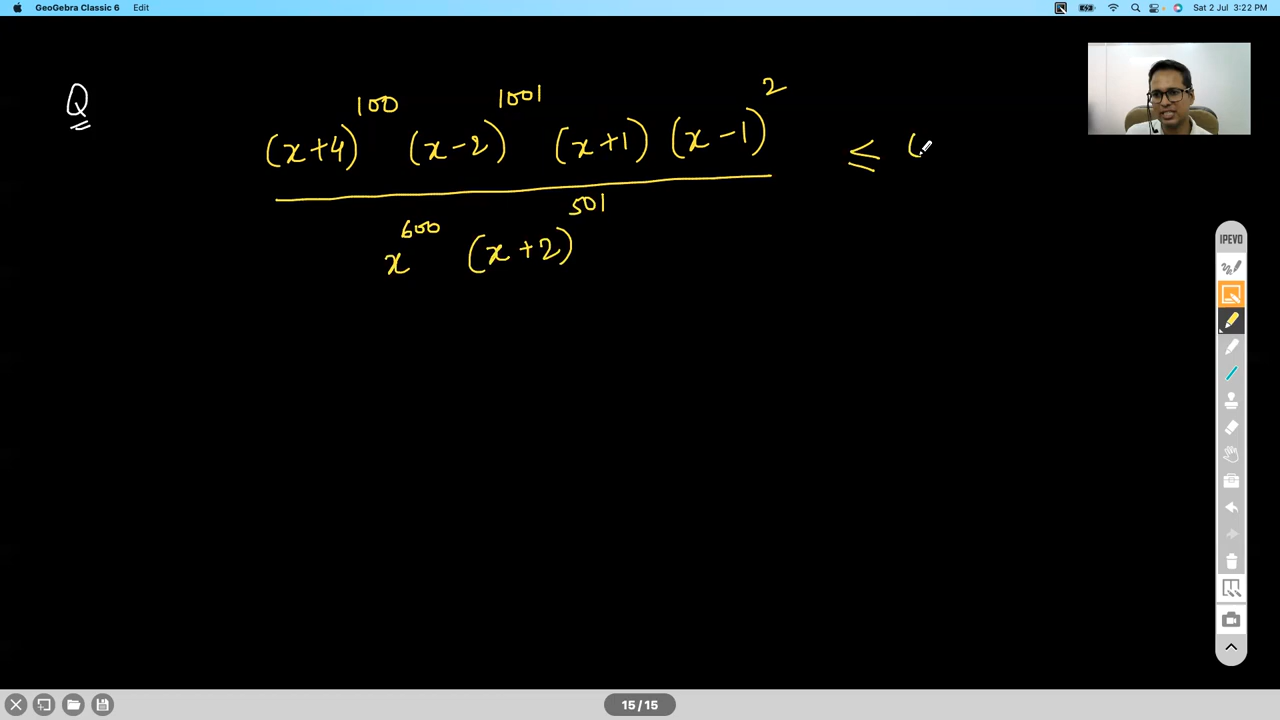 GeoGebra Classic 6 Edit Sat 2 Jul 3:22 PM
Q
(x+4)^100 (x-2)^1001 (x+1) (x-1)^2 ≤
x^600 (x+2)^501
IPEVO
15/15